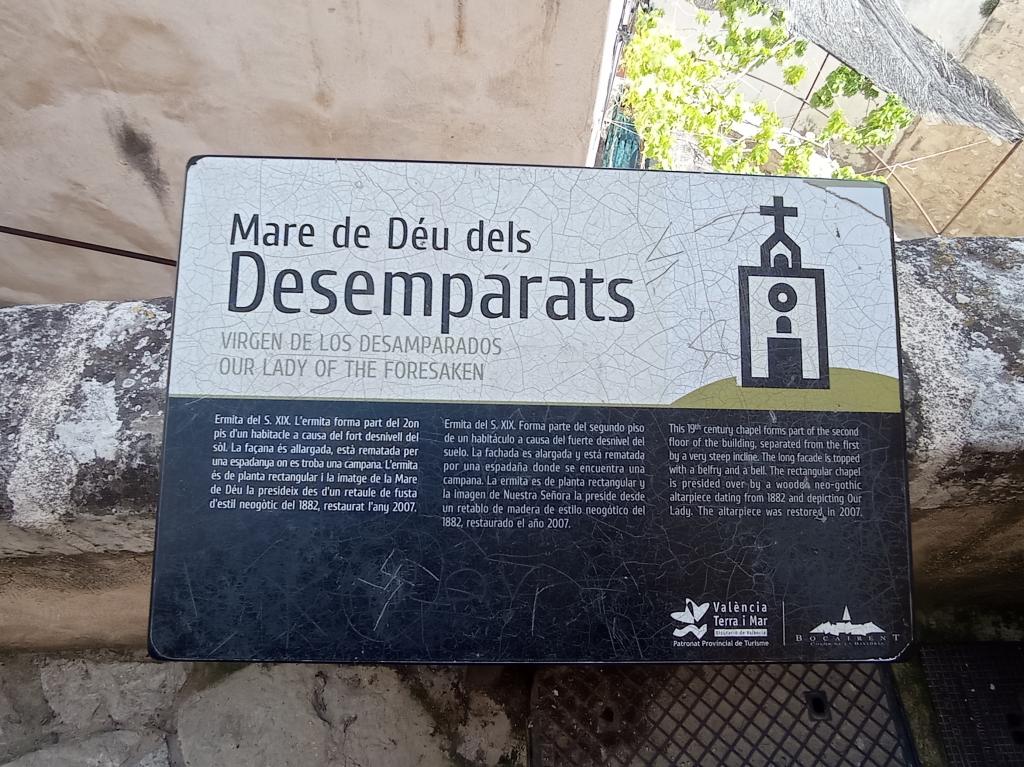 Mare de Déu dels
Desemparats
VIRGEN DE LOS DESAMPARADOS
OUR LADY OF THE FORESAKEN
Ermita del S. XIX. L'ermita forma part del 2on
pis d'un habitacle a causa del fort desnivell del
sòl. La façana és allargada, està rematada per
una espadanya on es troba una campana. L'ermita
és de planta rectangular i la imatge de la Mare
de Déu la presideix des d'un retaule de fusta
d'estil neogòtic del 1882, restaurat l'any 2007.
Ermita del S. XIX. Forma parte del segundo piso
de un habitáculo a causa del fuerte desnivel del
suelo. La fachada es alargada y está rematada
por una espadaña donde se encuentra una
campana. La ermita es de planta rectangular y
la imagen de Nuestra Señora la preside desde
un retablo de madera de estilo neogótico del
1882, restaurado el año 2007.
This 19th century chapel forms part of the second
floor of the building, separated from the first
by a very steep incline. The long facade is topped
with a belfry and a bell. The rectangular chapel
is presided over by a wooden neo-gothic
altarpiece dating from 1882 and depicting Our
Lady. The altarpiece was restored in 2007.
València
Terra i Mar
Diputació de València
Patronat Provincial de Turisme
BOCAIRENT